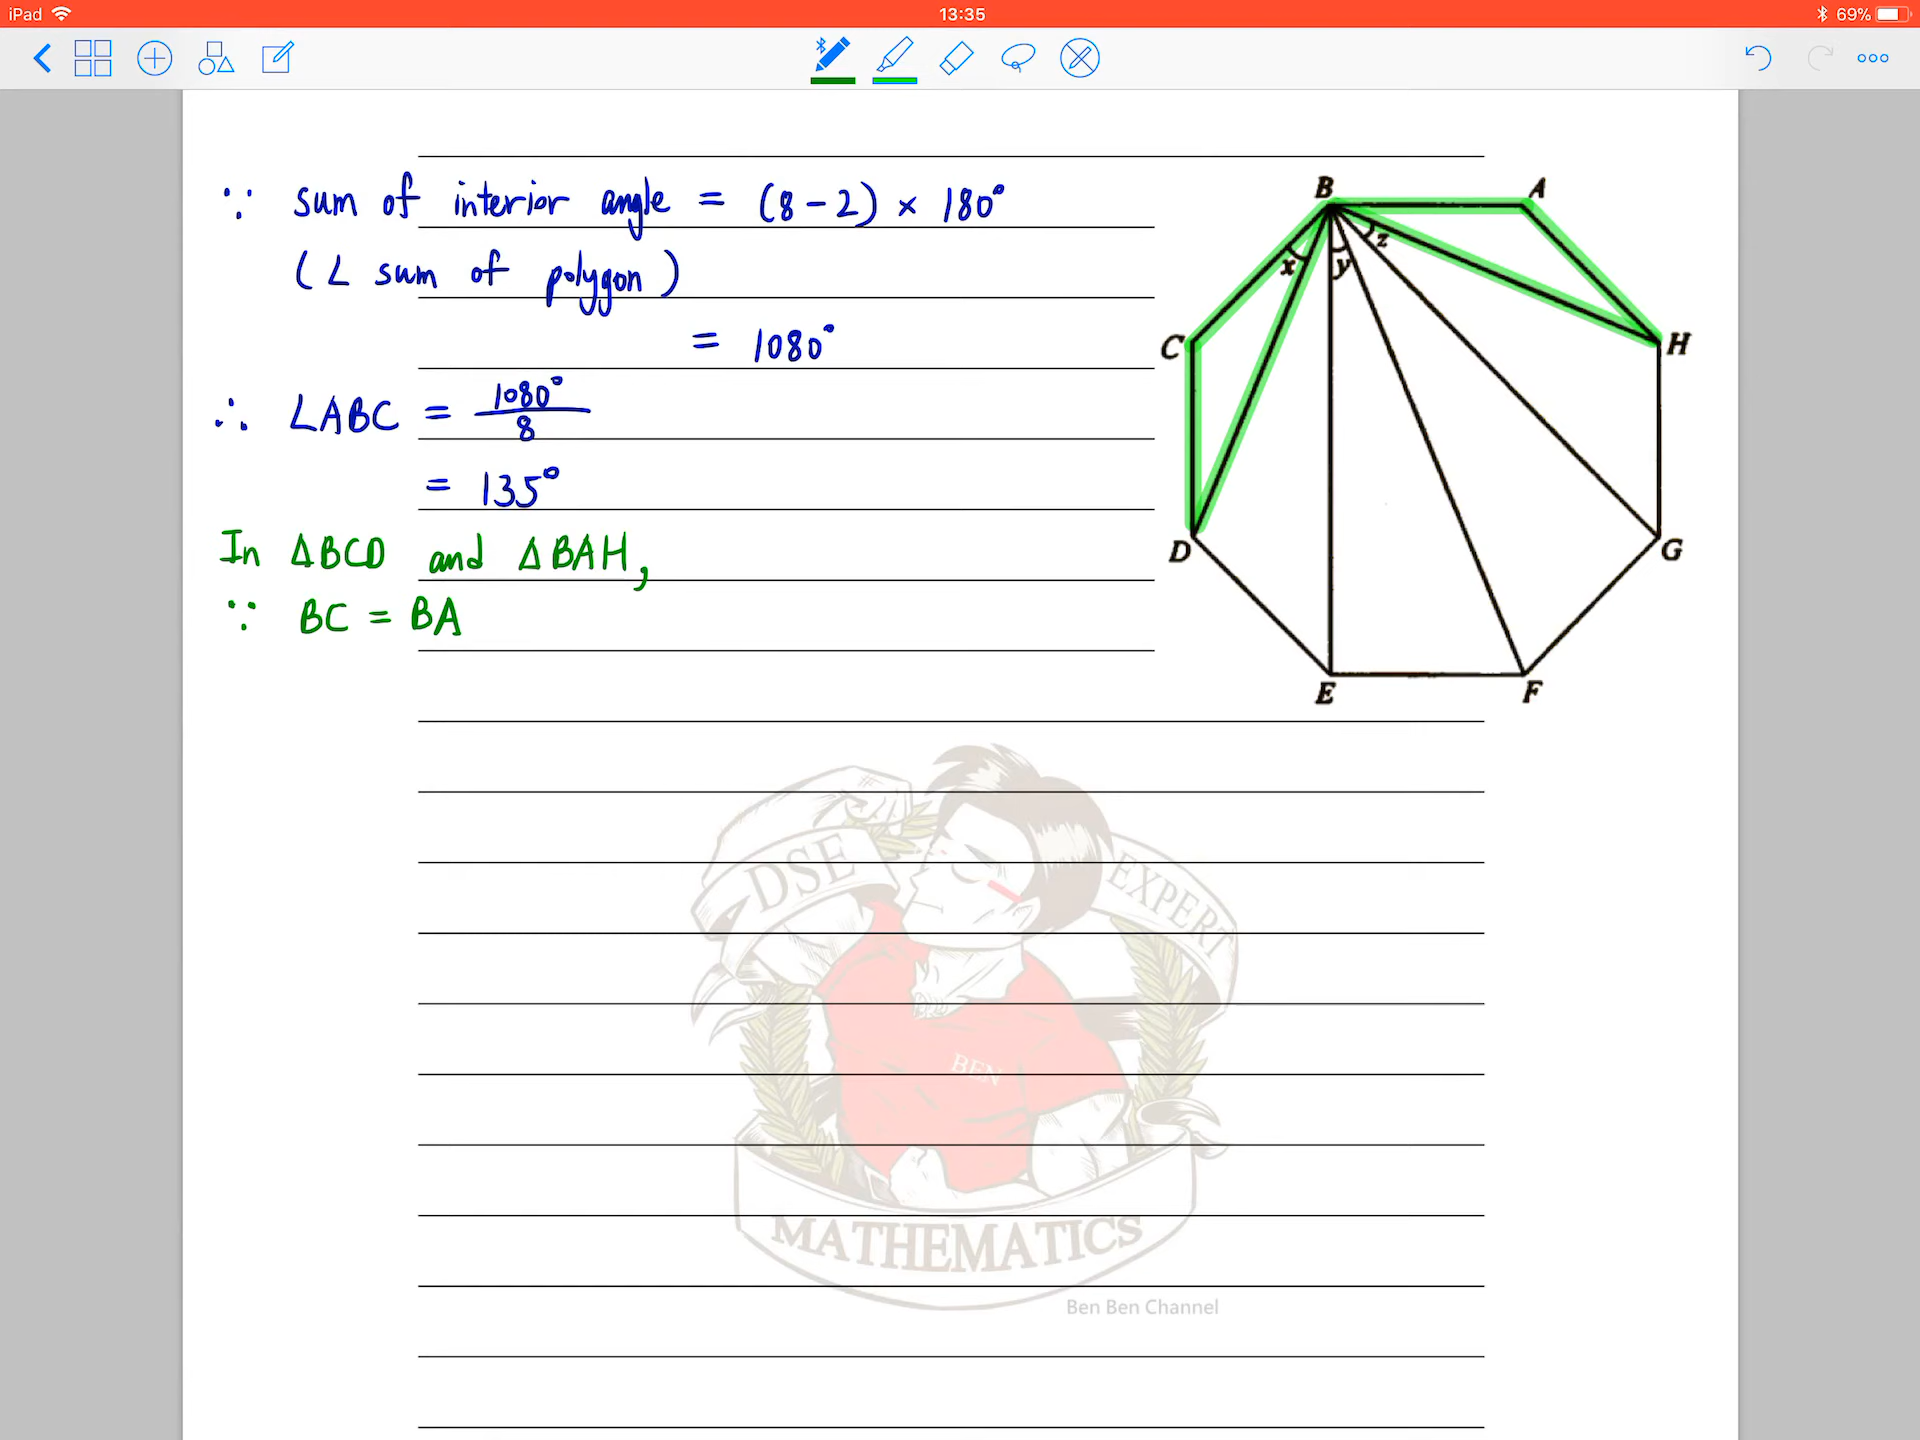 iPad 13:35 69%
∵ sum of interior angle = (8 - 2) × 180°
(∠ sum of polygon)
= 1080°
∴ ∠ABC = 1080° / 8
= 135°
In ΔBCD and ΔBAH,
∵ BC = BA
B A
x y z
C H
D G
E F
DSE EXPERT
BEN
MATHEMATICS
Ben Ben Channel